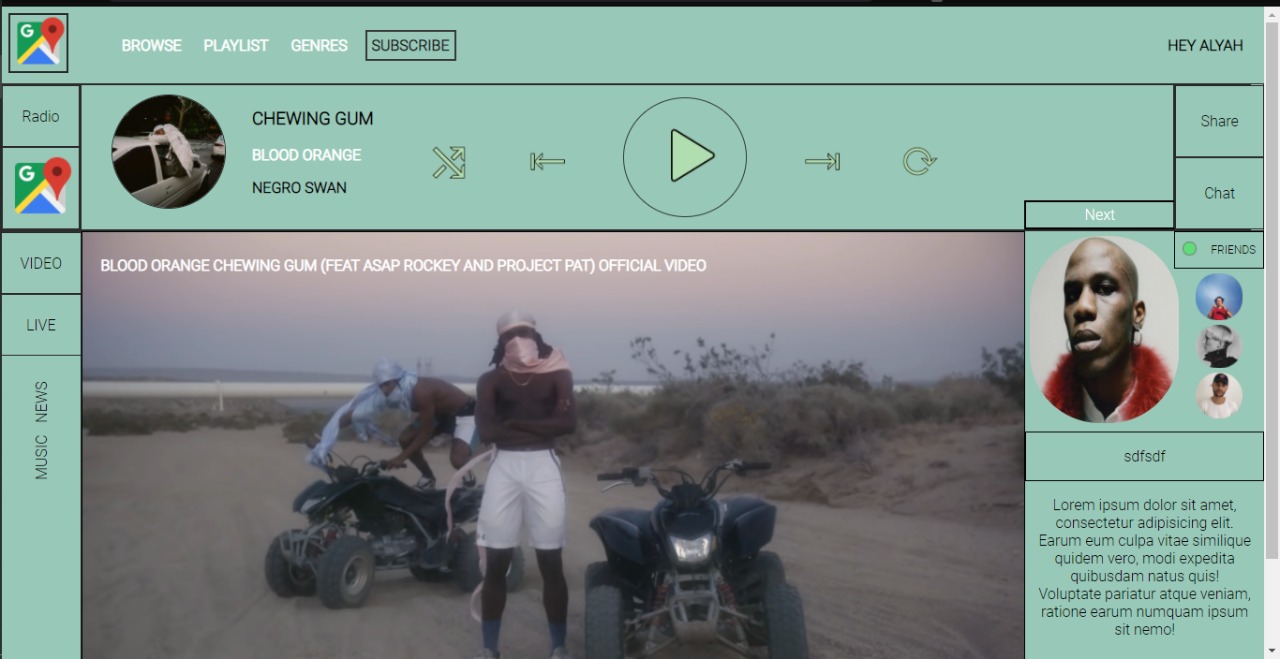 G
BROWSE PLAYLIST GENRES SUBSCRIBE
HEY ALYAH
Radio
G
CHEWING GUM
BLOOD ORANGE
NEGRO SWAN
Share
Chat
Next
VIDEO
LIVE
MUSIC NEWS
BLOOD ORANGE CHEWING GUM (FEAT ASAP ROCKEY AND PROJECT PAT) OFFICIAL VIDEO
FRIENDS
sdfsdf
Lorem ipsum dolor sit amet,
consectetur adipisicing elit.
Earum eum culpa vitae similique
quidem vero, modi expedita
quibusdam natus quis!
Voluptate pariatur atque veniam,
ratione earum numquam ipsum
sit nemo!